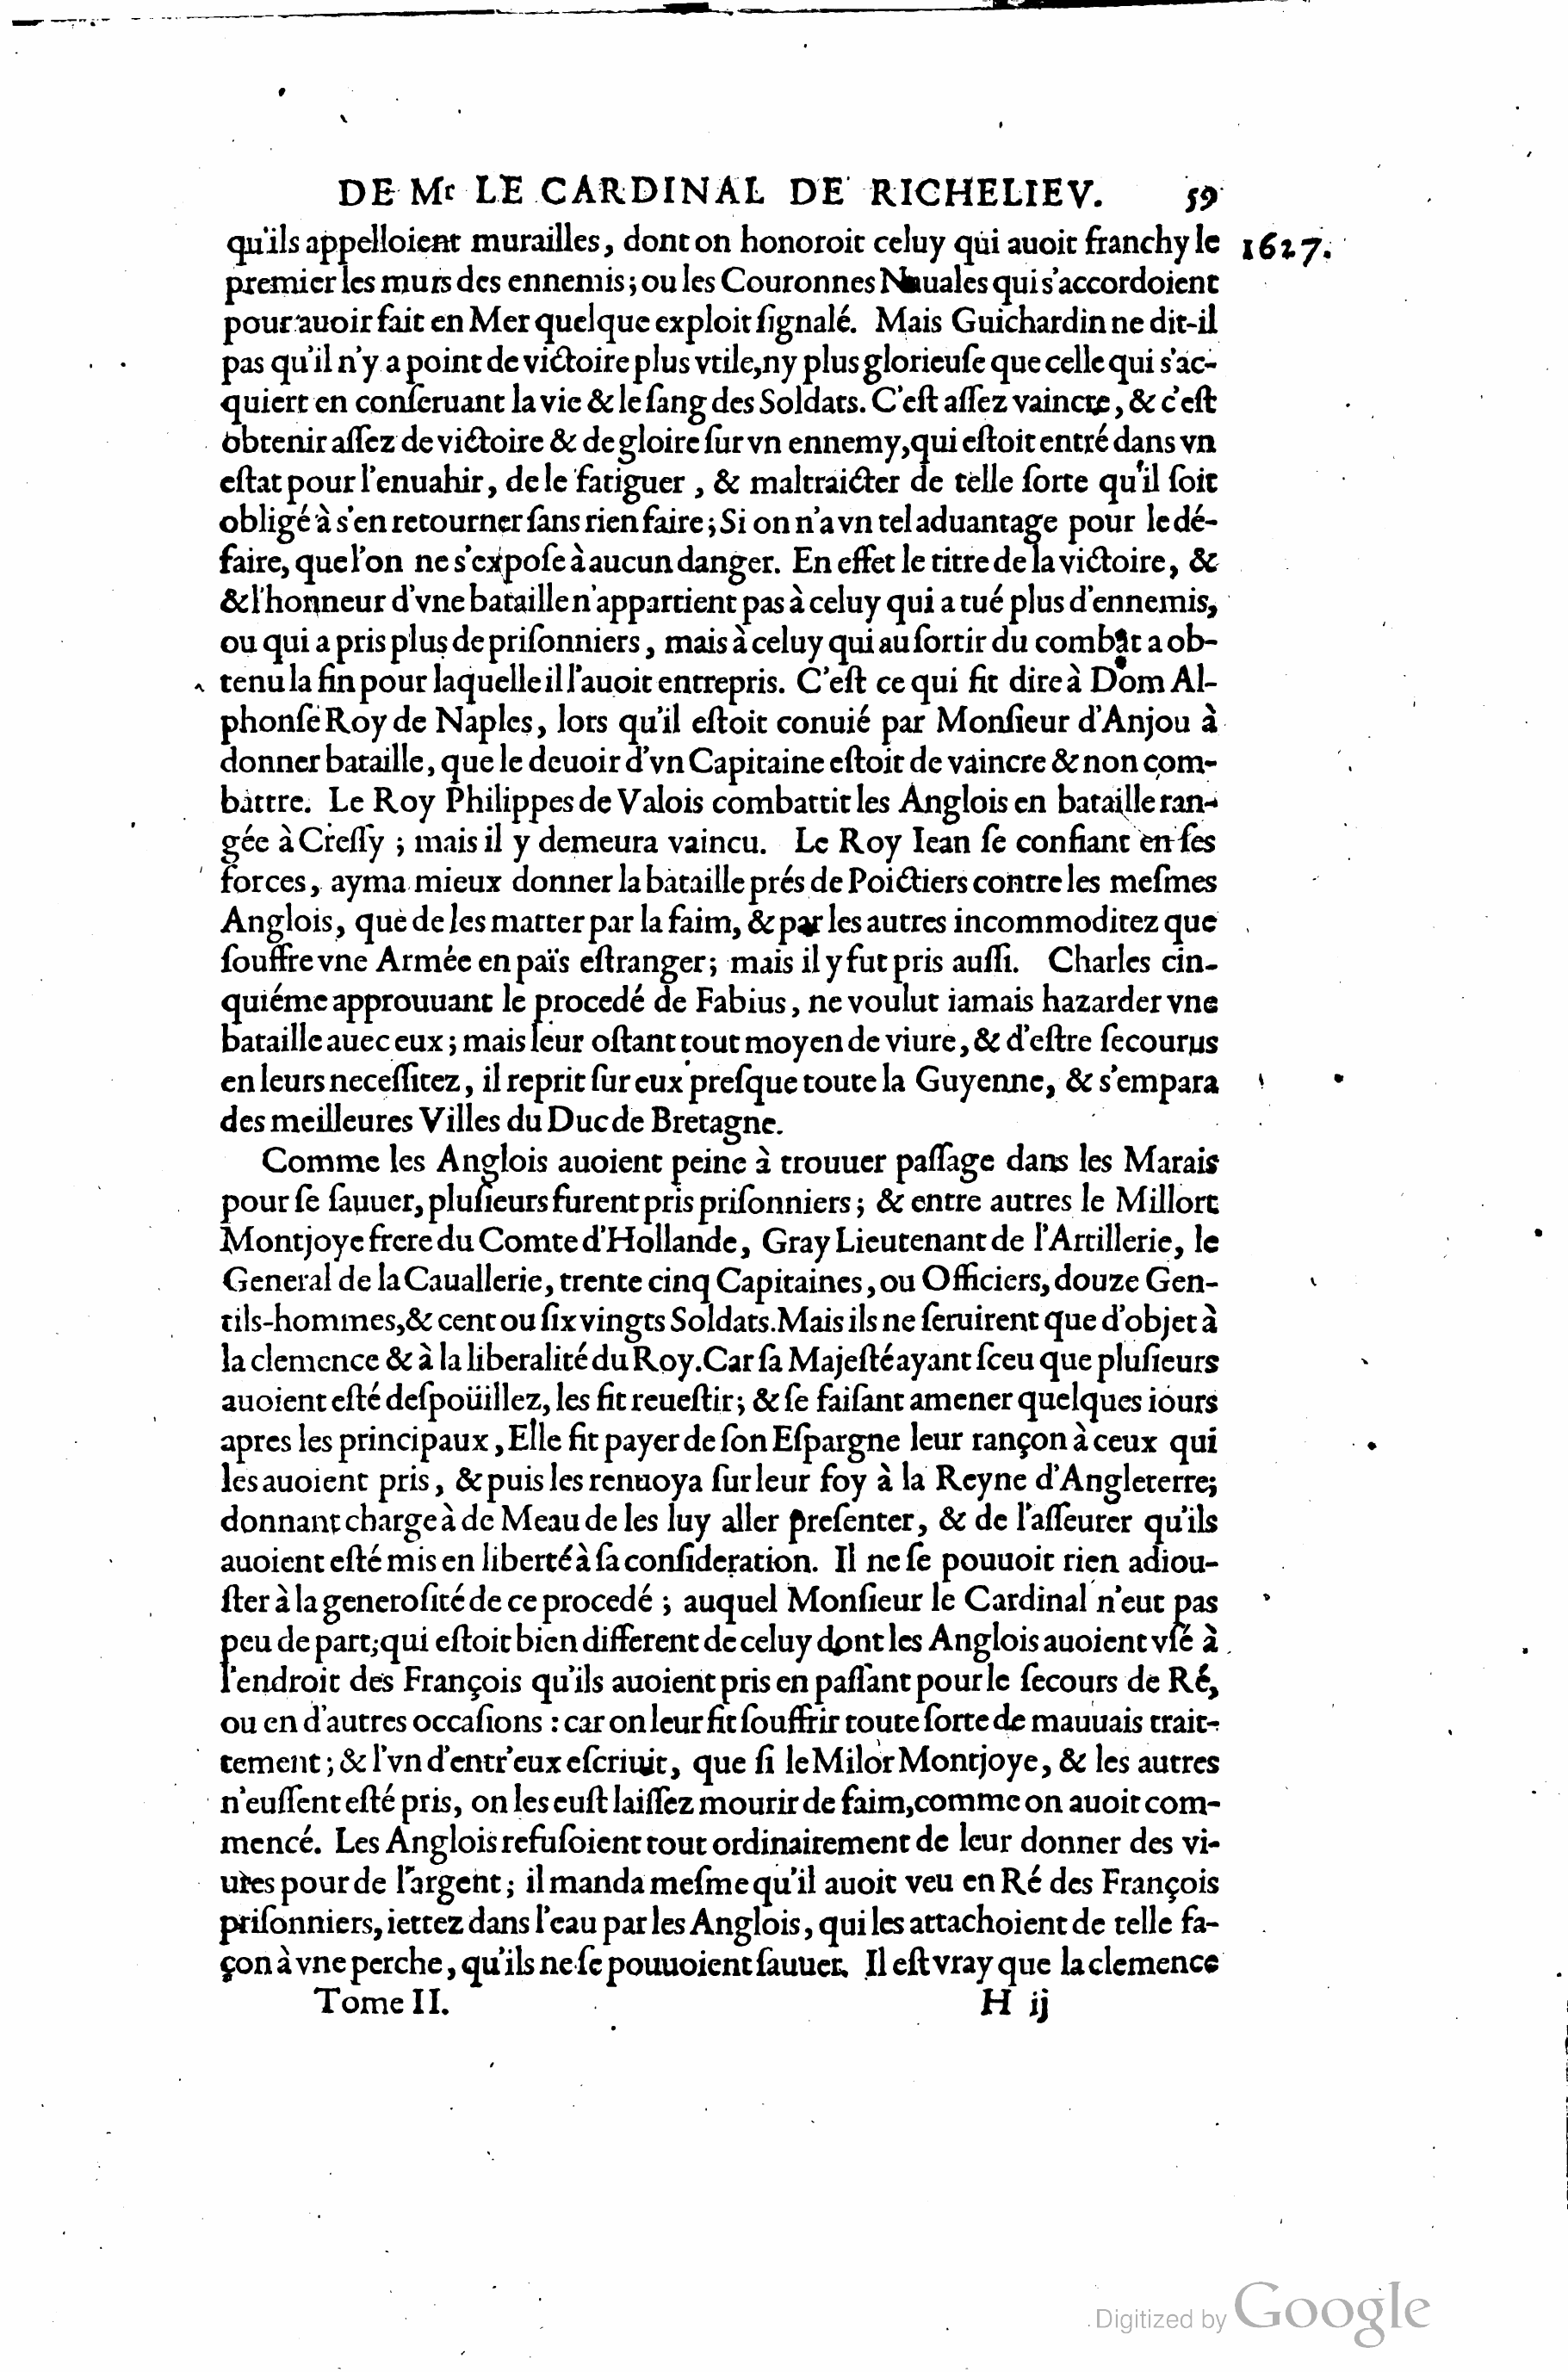 DE Mr LE CARDINAL DE RICHELIEV. 59
qu'ils appelloient murailles, dont on honoroit celuy qui auoit franchy le 1627.
premier les murs des ennemis; ou les Couronnes Nauales qui s'accordoient
pour auoir fait en Mer quelque exploit ſignalé. Mais Guichardin ne dit-il
pas qu'il n'y a point de victoire plus vtile, ny plus glorieuſe que celle qui s'ac-
quiert en conſeruant la vie & le ſang des Soldats. C'eſt aſſez vaincre, & c'eſt
obtenir aſſez de victoire & de gloire ſur vn ennemy, qui eſtoit entré dans vn
eſtat pour l'enuahir, de le fatiguer, & maltraicter de telle ſorte qu'il ſoit
obligé à s'en retourner ſans rien faire; Si on n'a vn tel aduantage pour le dé-
faire, que l'on ne s'expoſe à aucun danger. En effet le titre de la victoire, &
& l'honneur d'vne bataille n'appartient pas à celuy qui a tué plus d'ennemis,
ou qui a pris plus de priſonniers, mais à celuy qui au ſortir du combat a ob-
tenu la fin pour laquelle il l'auoit entrepris. C'eſt ce qui fit dire à Dom Al-
phonſe Roy de Naples, lors qu'il eſtoit conuié par Monſieur d'Anjou à
donner bataille, que le deuoir d'vn Capitaine eſtoit de vaincre & non com-
battre. Le Roy Philippes de Valois combattit les Anglois en bataille ran-
gée à Creſſy; mais il y demeura vaincu. Le Roy Iean ſe confiant en ſes
forces, ayma mieux donner la bataille prés de Poictiers contre les meſmes
Anglois, que de les matter par la faim, & par les autres incommoditez que
ſouffre vne Armée en païs eſtranger; mais il y fut pris auſſi. Charles cin-
quiéme approuuant le procedé de Fabius, ne voulut iamais hazarder vne
bataille auec eux; mais leur oſtant tout moyen de viure, & d'eſtre ſecourus
en leurs neceſſitez, il reprit ſur eux preſque toute la Guyenne, & s'empara
des meilleures Villes du Duc de Bretagne.
Comme les Anglois auoient peine à trouuer paſſage dans les Marais
pour ſe ſauuer, pluſieurs furent pris priſonniers; & entre autres le Millort
Montjoye frere du Comte d'Hollande, Gray Lieutenant de l'Artillerie, le
General de la Cauallerie, trente cinq Capitaines, ou Officiers, douze Gen-
tils-hommes, & cent ou ſix vingts Soldats. Mais ils ne ſeruirent que d'objet à
la clemence & à la liberalité du Roy. Car ſa Majeſté ayant ſceu que pluſieurs
auoient eſté deſpoüillez, les fit reueſtir; & ſe faiſant amener quelques iours
apres les principaux, Elle fit payer de ſon Eſpargne leur rançon à ceux qui
les auoient pris, & puis les renuoya ſur leur foy à la Reyne d'Angleterre;
donnant charge à de Meau de les luy aller preſenter, & de l'aſſeurer qu'ils
auoient eſté mis en liberté à ſa conſideration. Il ne ſe pouuoit rien adiou-
ſter à la generoſité de ce procedé; auquel Monſieur le Cardinal n'eut pas
peu de part; qui eſtoit bien different de celuy dont les Anglois auoient vſé à
l'endroit des François qu'ils auoient pris en paſſant pour le ſecours de Ré,
ou en d'autres occaſions: car on leur fit ſouffrir toute ſorte de mauuais trait-
tement; & l'vn d'entr'eux eſcriuit, que ſi le Milor Montjoye, & les autres
n'euſſent eſté pris, on les euſt laiſſez mourir de faim, comme on auoit com-
mencé. Les Anglois refuſoient tout ordinairement de leur donner des vi-
ures pour de l'argent; il manda meſme qu'il auoit veu en Ré des François
priſonniers, iettez dans l'eau par les Anglois, qui les attachoient de telle fa-
çon à vne perche, qu'ils ne ſe pouuoient ſauuer. Il eſt vray que la clemence
Tome II. H ij
Digitized by Google